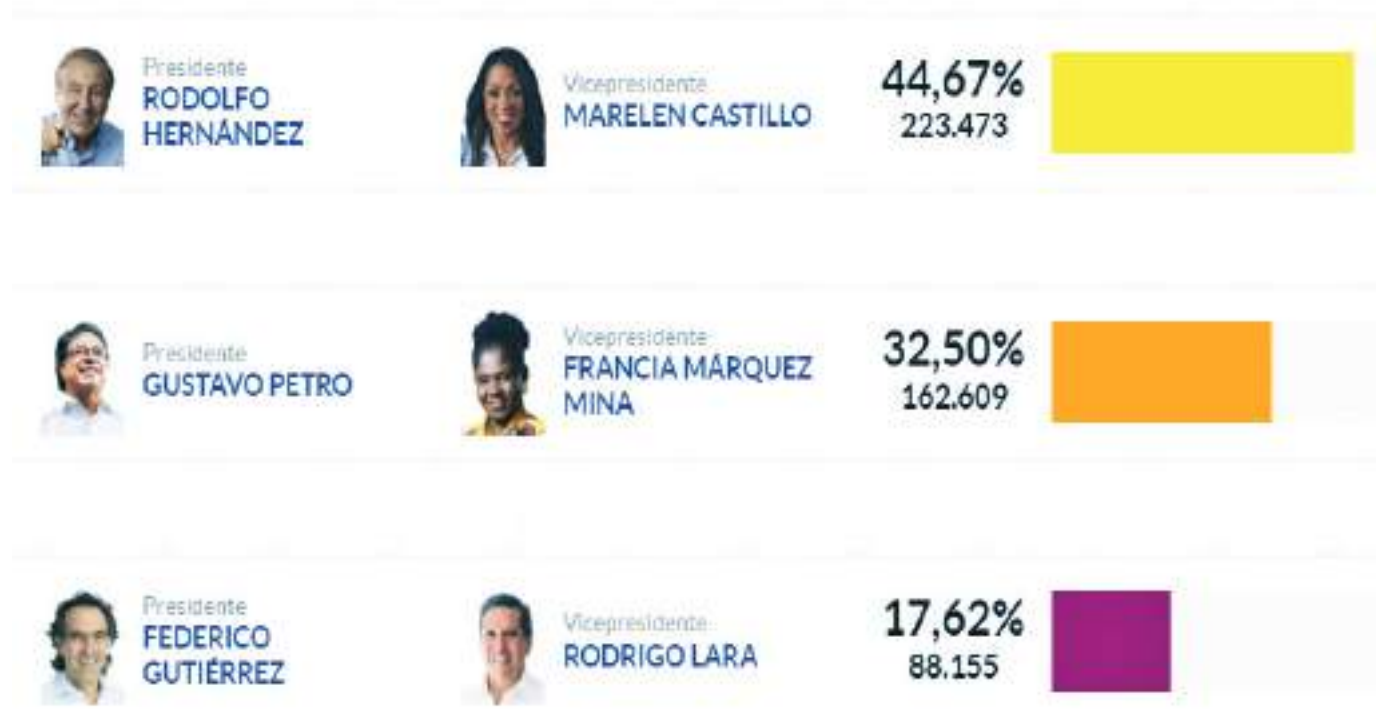 Presidente
RODOLFO
HERNÁNDEZ
Vicepresidente
MARELEN CASTILLO
44,67%
223.473
Presidente
GUSTAVO PETRO
Vicepresidente
FRANCIA MÁRQUEZ
MINA
32,50%
162.609
Presidente
FEDERICO
GUTIÉRREZ
Vicepresidente
RODRIGO LARA
17,62%
88.155